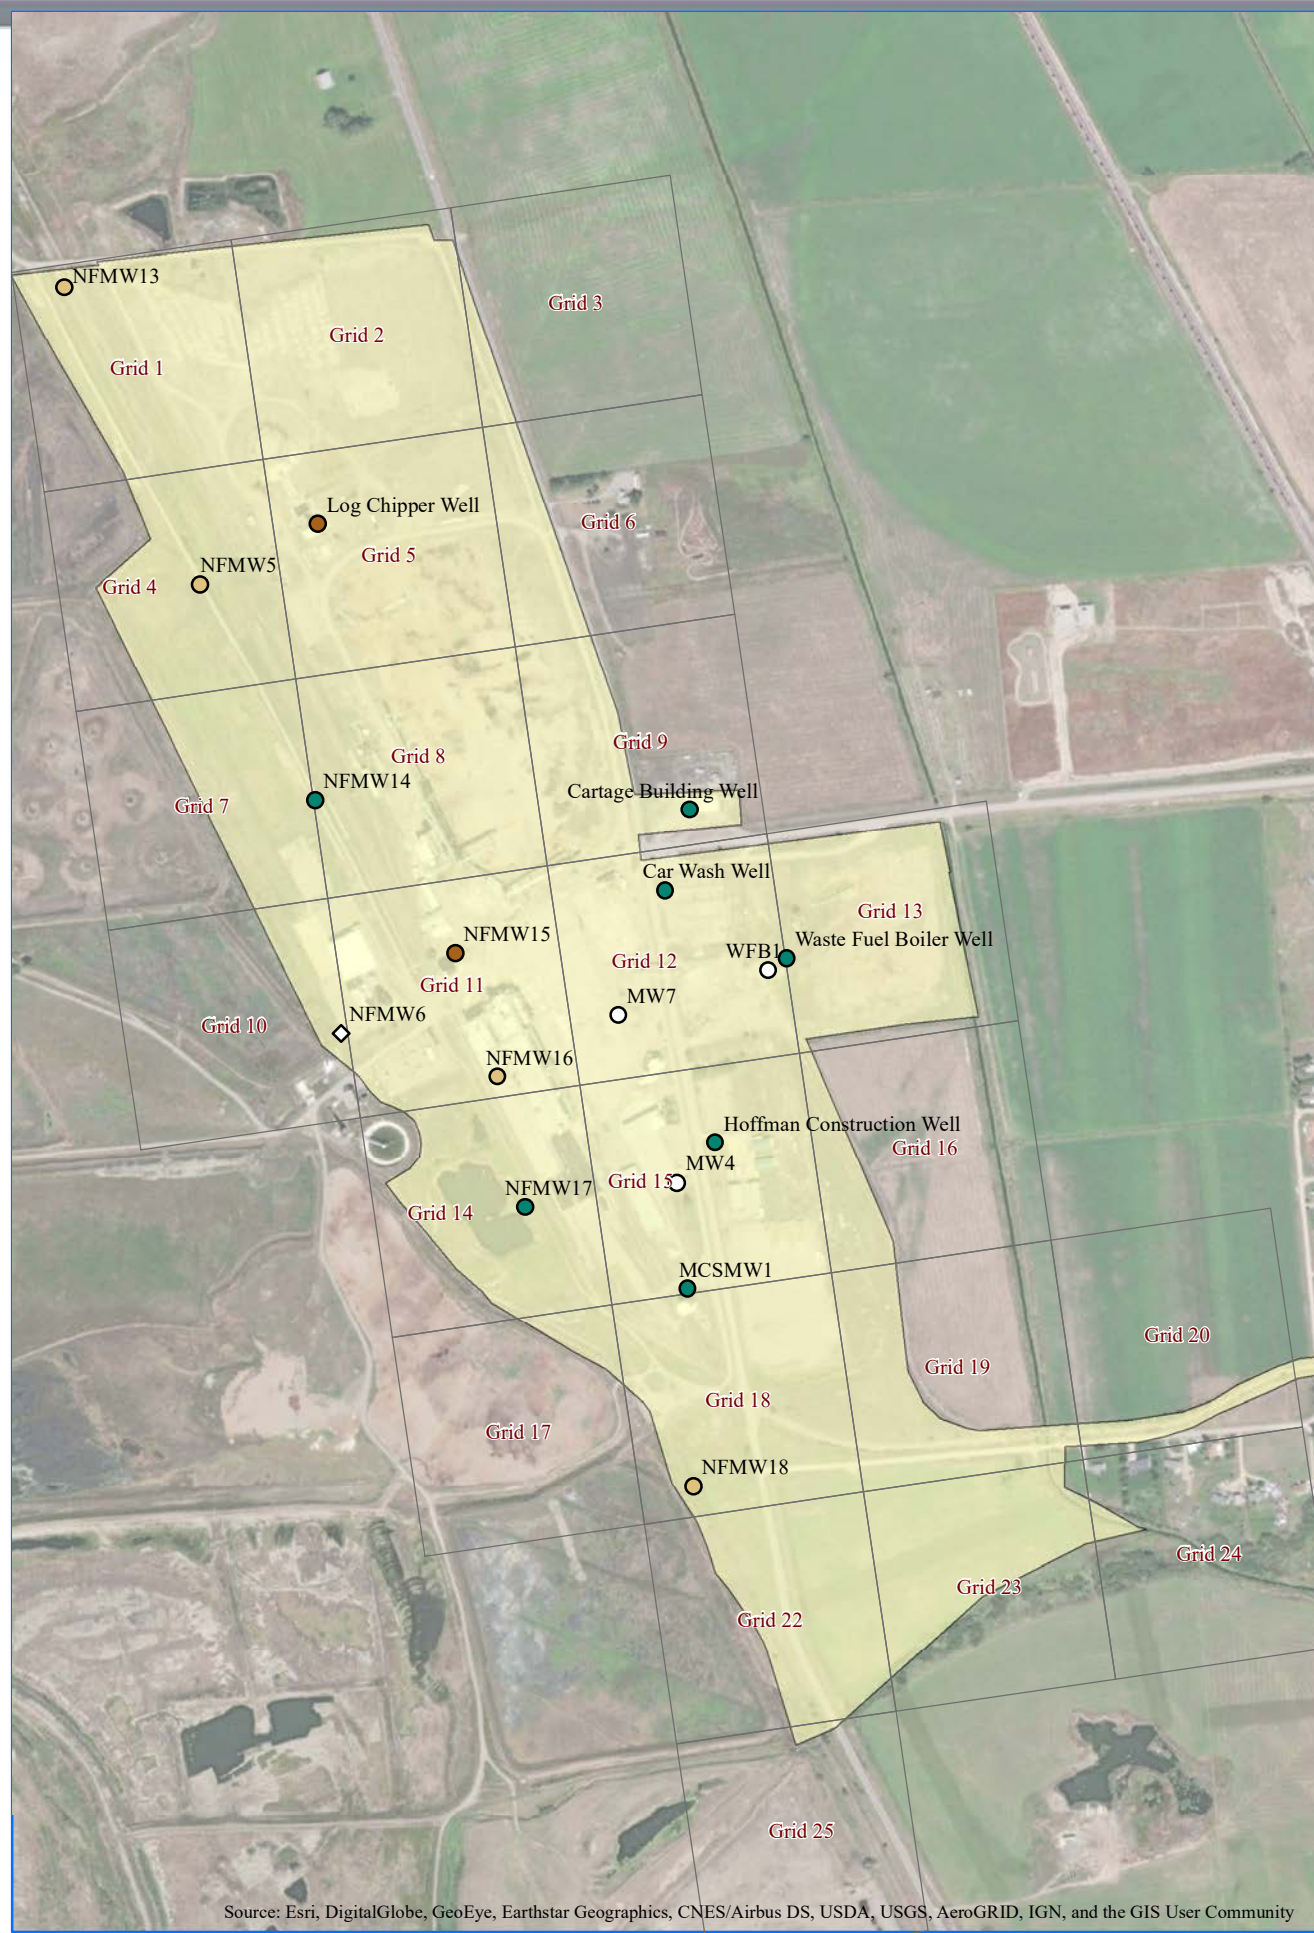 NFMW13
Grid 3
Grid 2
Grid 1
Log Chipper Well
Grid 6
Grid 5
NFMW5
Grid 4
Grid 9
Grid 8
NFMW14
Cartage Building Well
Grid 7
Car Wash Well
Grid 13
NFMW15
Waste Fuel Boiler Well
WFB1
Grid 12
Grid 11
MW7
NFMW6
Grid 10
NFMW16
Hoffman Construction Well
Grid 16
MW4
Grid 15
NFMW17
Grid 14
MCSMW1
Grid 20
Grid 19
Grid 18
Grid 17
NFMW18
Grid 24
Grid 23
Grid 22
Grid 25
Source: Esri, DigitalGlobe, GeoEye, Earthstar Geographics, CNES/Airbus DS, USDA, USGS, AeroGRID, IGN, and the GIS User Community